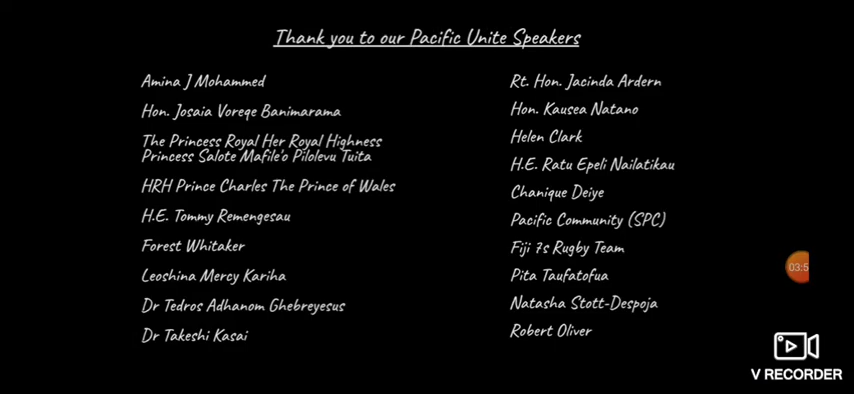 Thank you to our Pacific Unite Speakers
Amina J Mohammed
Hon. Josaia Voreqe Banimarama
The Princess Royal Her Royal Highness
Princess Salote Mafile'o Pilolevu Tuita
HRH Prince Charles The Prince of Wales
H.E. Tommy Remengesau
Forest Whitaker
Leoshina Mercy Kariha
Dr Tedros Adhanom Ghebreyesus
Dr Takeshi Kasai
Rt. Hon. Jacinda Ardern
Hon. Kausea Natano
Helen Clark
H.E. Ratu Epeli Nailatikau
Chanique Deiye
Pacific Community (SPC)
Fiji 7s Rugby Team
Pita Taufatofua
Natasha Stott-Despoja
Robert Oliver
03:5
V RECORDER